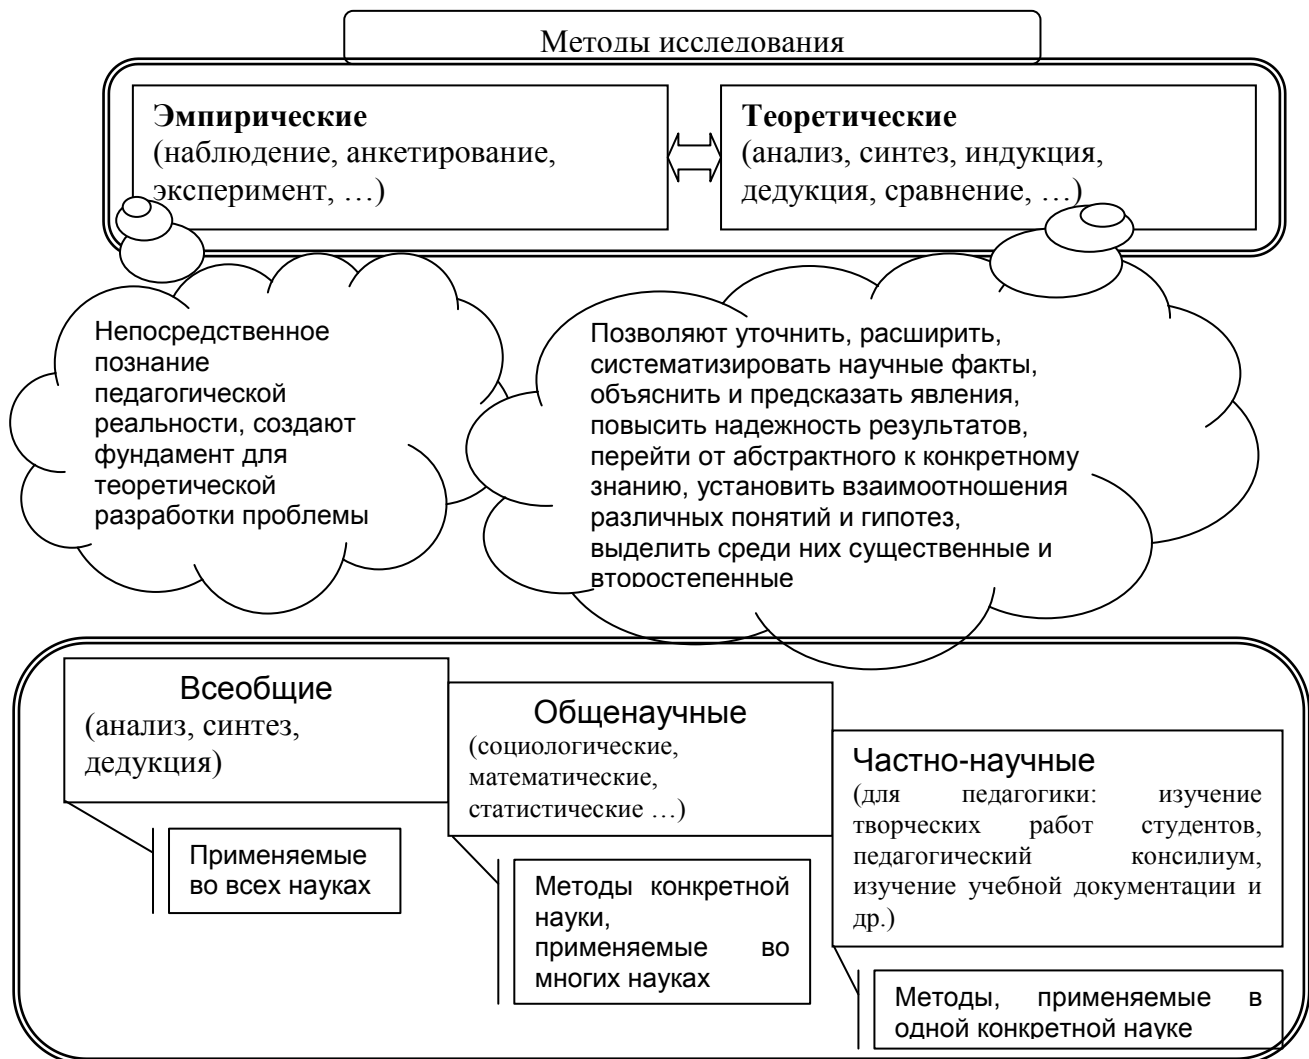 Методы исследования
Эмпирические
(наблюдение, анкетирование,
эксперимент, …)
Теоретические
(анализ, синтез, индукция,
дедукция, сравнение, …)
Непосредственное
познание
педагогической
реальности, создают
фундамент для
теоретической
разработки проблемы
Позволяют уточнить, расширить,
систематизировать научные факты,
объяснить и предсказать явления,
повысить надежность результатов,
перейти от абстрактного к конкретному
знанию, установить взаимоотношения
различных понятий и гипотез,
выделить среди них существенные и
второстепенные
Всеобщие
(анализ, синтез,
дедукция)
Применяемые
во всех науках
Общенаучные
(социологические,
математические,
статистические …)
Методы конкретной
науки,
применяемые во
многих науках
Частно-научные
(для педагогики: изучение
творческих работ студентов,
педагогический консилиум,
изучение учебной документации и
др.)
Методы, применяемые в
одной конкретной науке